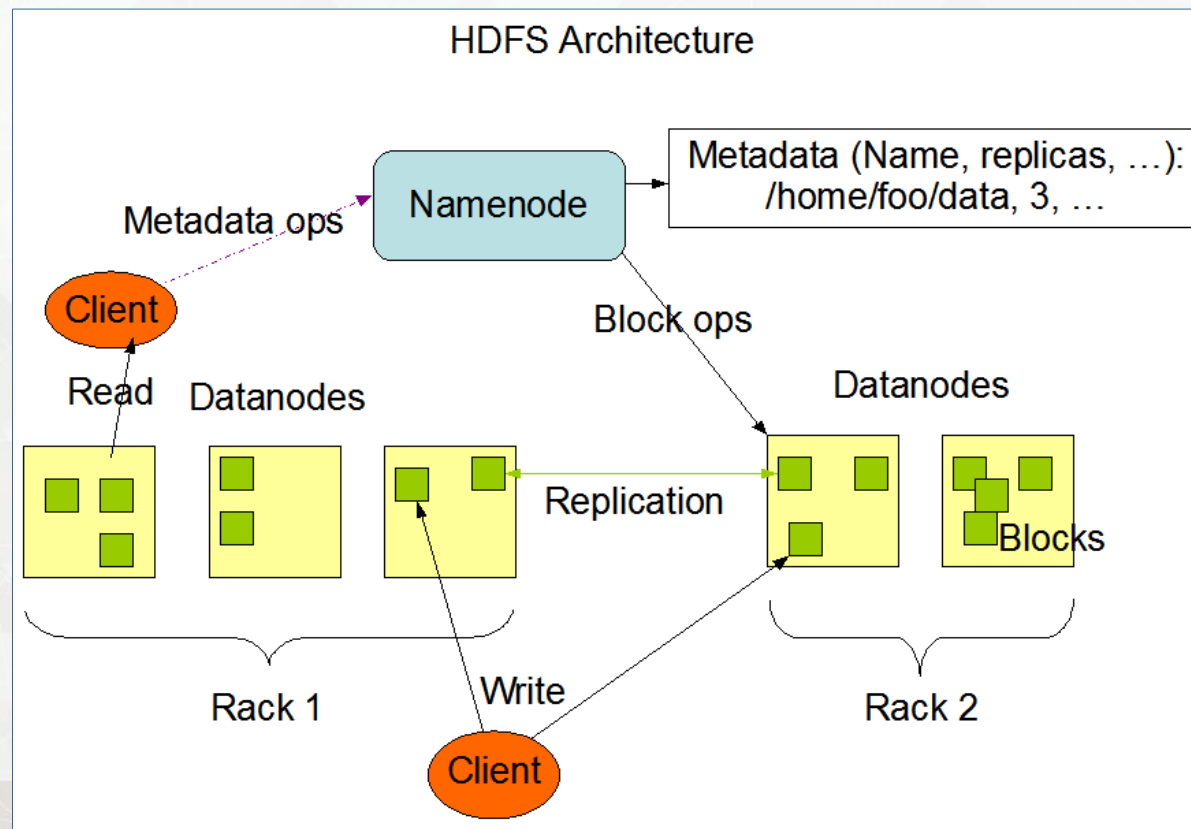 HDFS Architecture
Metadata (Name, replicas, …):
/home/foo/data, 3, …
Namenode
Metadata ops
Client
Block ops
Read
Datanodes
Datanodes
Replication
Blocks
Rack 1
Write
Rack 2
Client